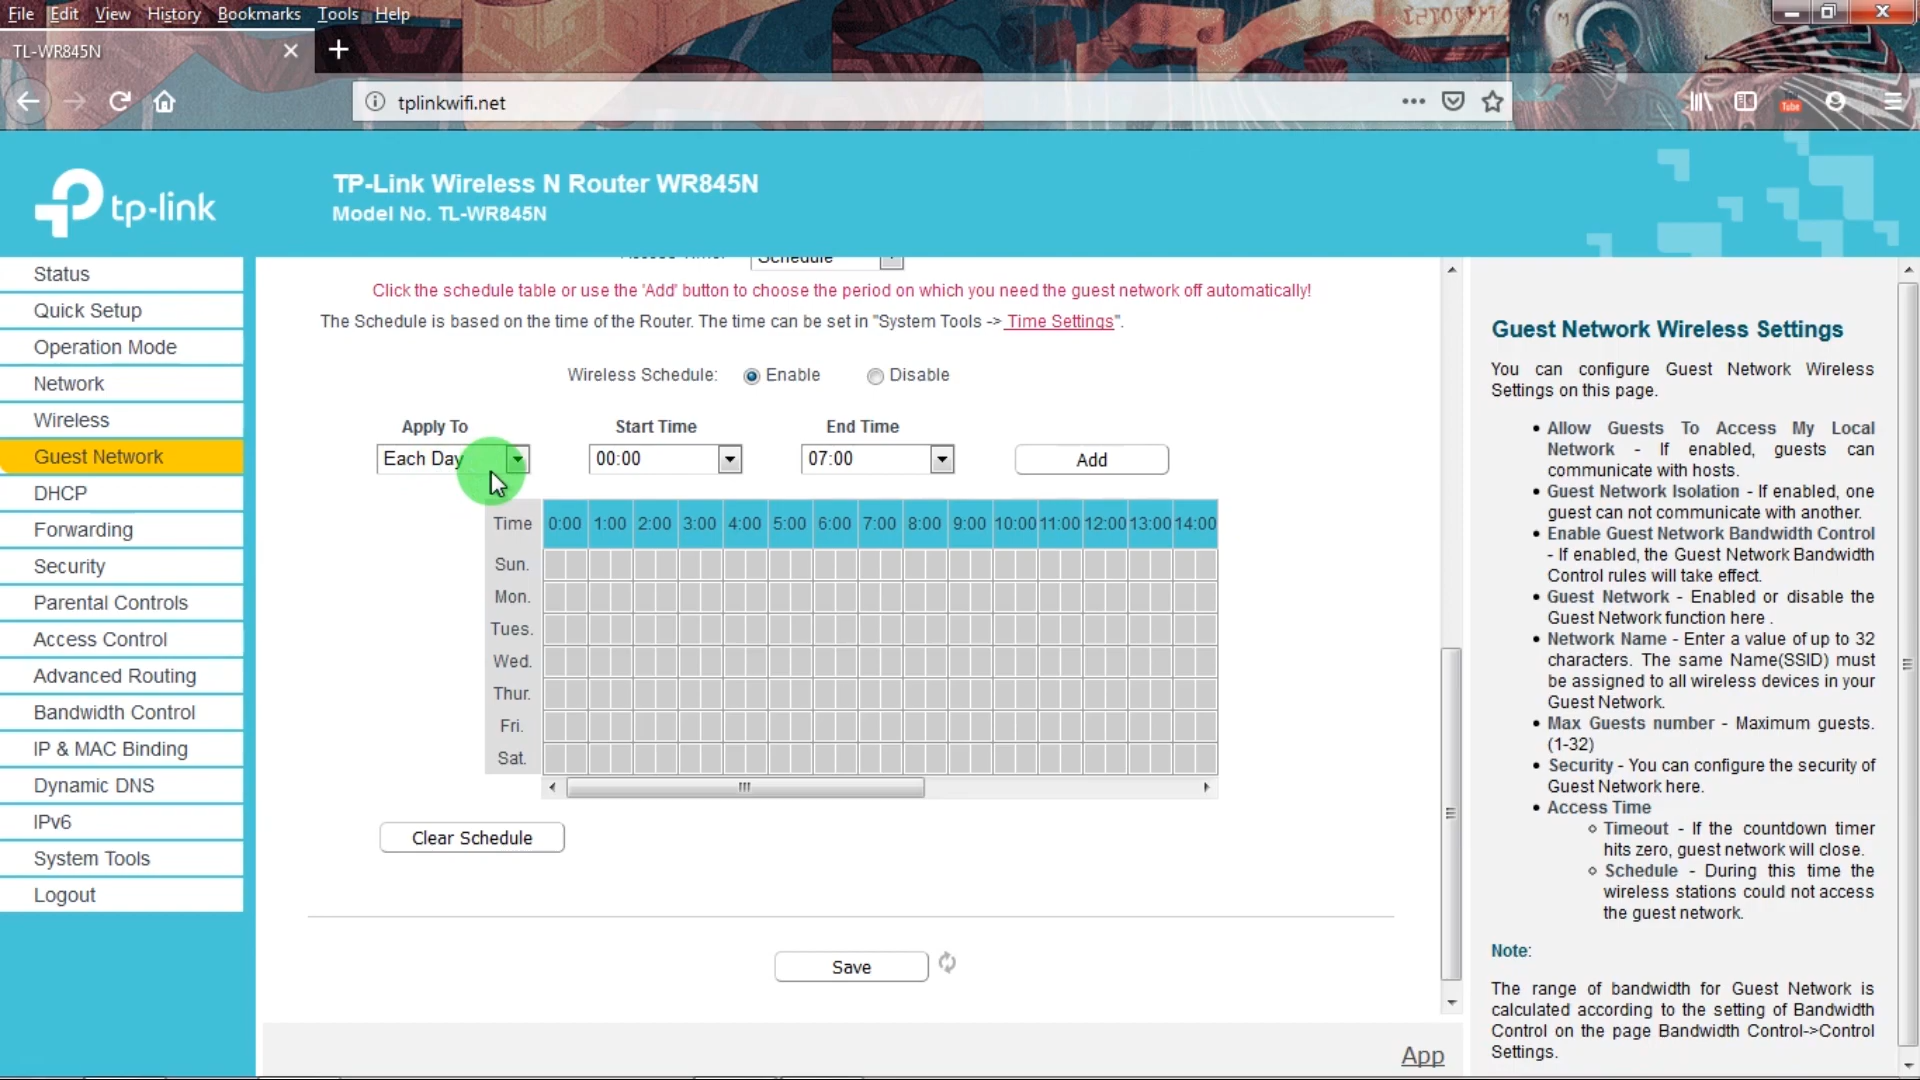 File Edit View History Bookmarks Tools Help
TL-WR845N
tplinkwifi.net
You
Tube
tp-link
TP-Link Wireless N Router WR845N
Model No. TL-WR845N
Status
Quick Setup
Operation Mode
Network
Wireless
Guest Network
DHCP
Forwarding
Security
Parental Controls
Access Control
Advanced Routing
Bandwidth Control
IP & MAC Binding
Dynamic DNS
IPv6
System Tools
Logout
Access Time: Schedule
Click the schedule table or use the 'Add' button to choose the period on which you need the guest network off automatically!
The Schedule is based on the time of the Router. The time can be set in "System Tools -> Time Settings".
Wireless Schedule: Enable Disable
Apply To Start Time End Time
Each Day 00:00 07:00 Add
Time 0:00 1:00 2:00 3:00 4:00 5:00 6:00 7:00 8:00 9:00 10:00 11:00 12:00 13:00 14:00
Sun.
Mon.
Tues.
Wed.
Thur.
Fri.
Sat.
Clear Schedule
Save
App
Guest Network Wireless Settings
You can configure Guest Network Wireless
Settings on this page.
• Allow Guests To Access My Local
Network - If enabled, guests can
communicate with hosts.
• Guest Network Isolation - If enabled, one
guest can not communicate with another.
• Enable Guest Network Bandwidth Control
- If enabled, the Guest Network Bandwidth
Control rules will take effect.
• Guest Network - Enabled or disable the
Guest Network function here .
• Network Name - Enter a value of up to 32
characters. The same Name(SSID) must
be assigned to all wireless devices in your
Guest Network.
• Max Guests number - Maximum guests.
(1-32)
• Security - You can configure the security of
Guest Network here.
• Access Time
○ Timeout - If the countdown timer
hits zero, guest network will close.
○ Schedule - During this time the
wireless stations could not access
the guest network.
Note:
The range of bandwidth for Guest Network is
calculated according to the setting of Bandwidth
Control on the page Bandwidth Control->Control
Settings.